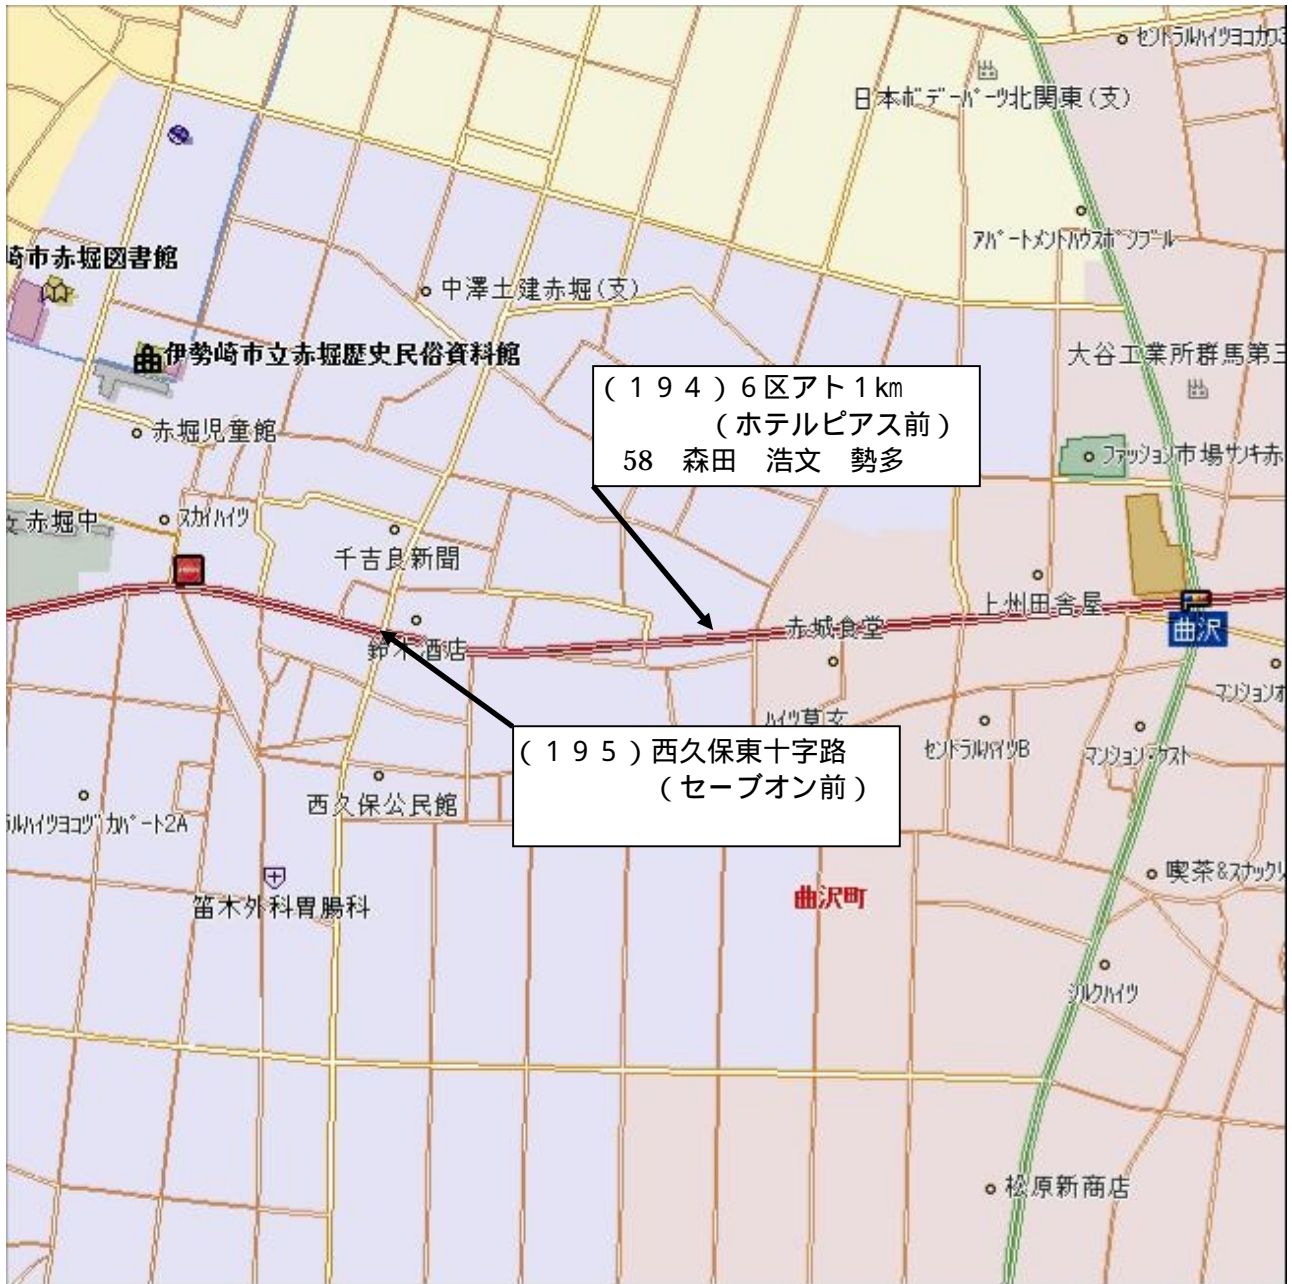 セントラルハイツヨコカワ3
日本ボデーパーツ北関東(支)
アパートメントハウスポシブール
崎市赤堀図書館
中澤土建赤堀(支)
伊勢崎市立赤堀歴史民俗資料館
大谷工業所群馬第三
(194)6区アト1km
(ホテルピアス前)
58 森田 浩文 勢多
赤堀児童館
ファッション市場サンキ赤
赤堀中
スカイハイツ
千吉良新聞
上州田舎屋
赤城食堂
曲沢
鈴木酒店
マンションオ
ハイツ草玄
(195)西久保東十字路
(セーブオン前)
セントラルハイツB
マンション・ケスト
西久保公民館
ラルハイツヨコヅカパート2A
喫茶&スナックリ
笛木外科胃腸科
曲沢町
シルクハイツ
松原新商店